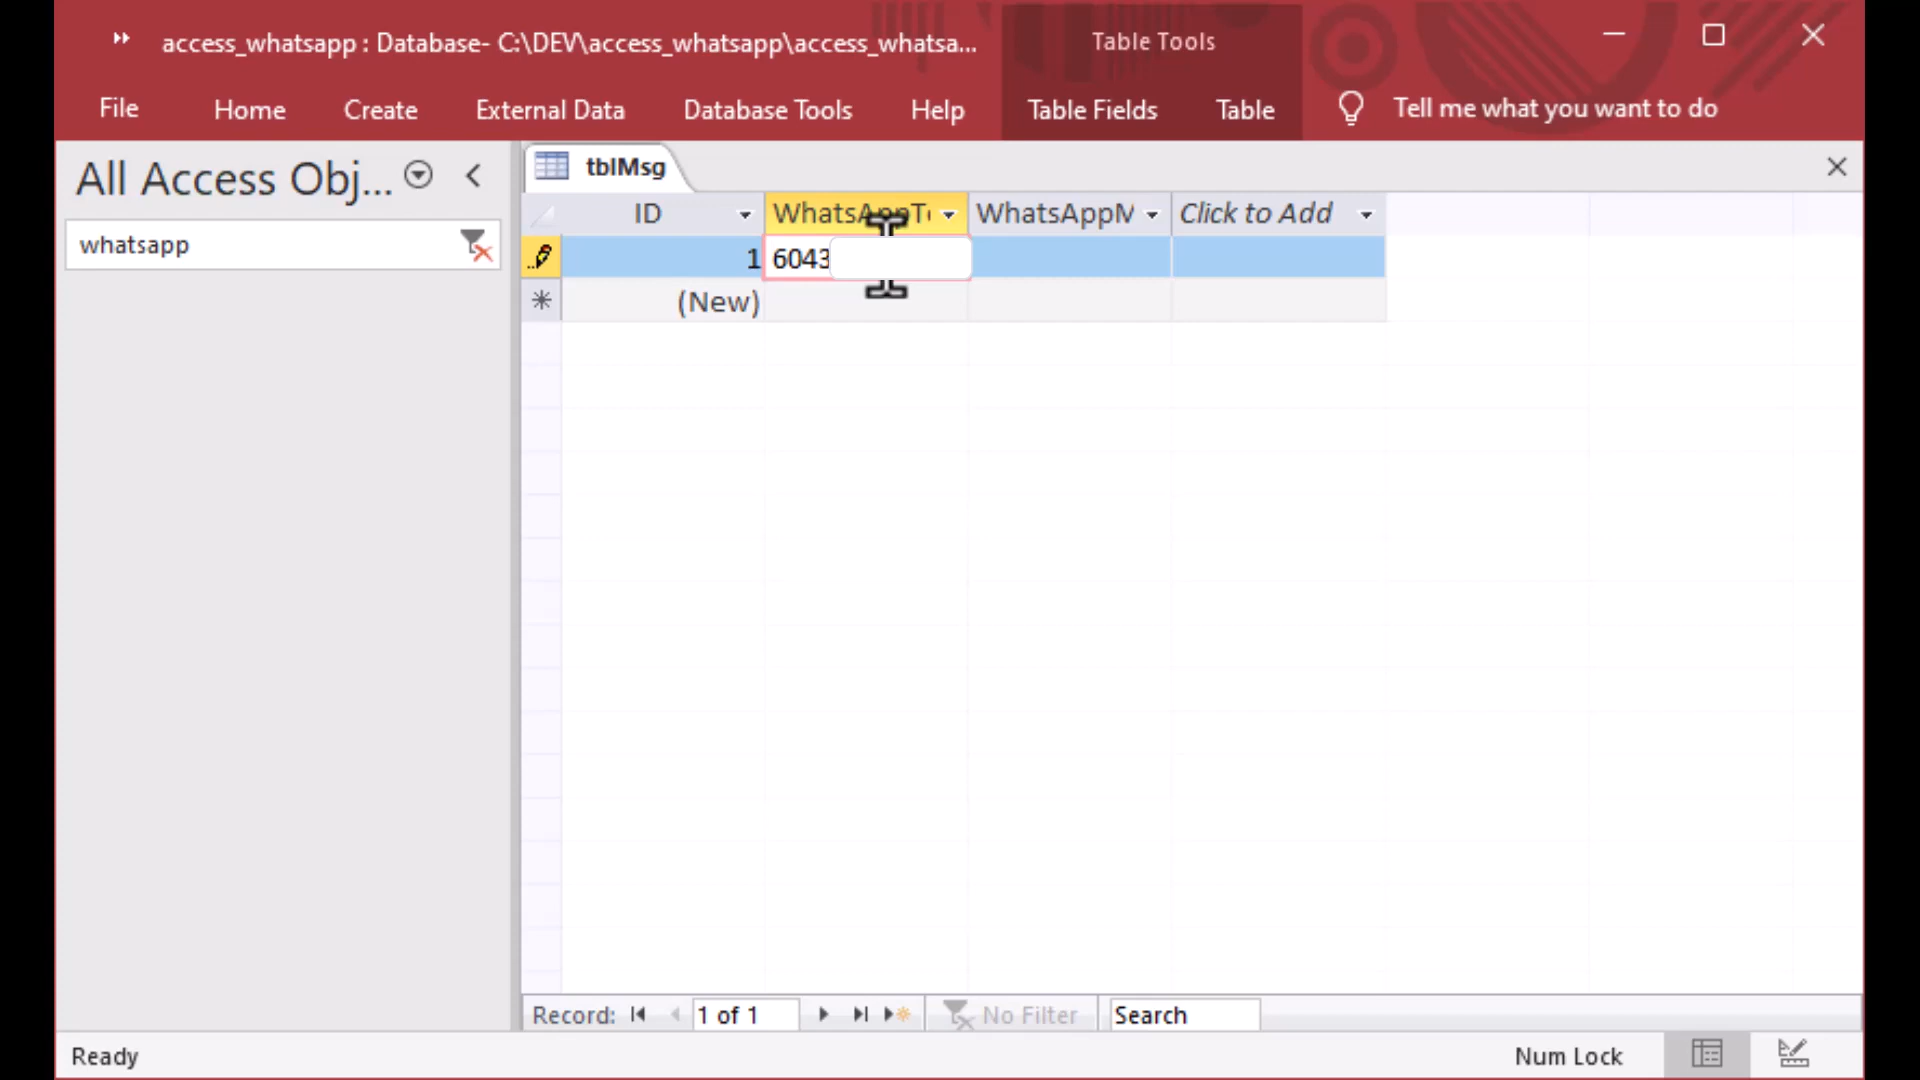 access_whatsapp : Database- C:\DEV\access_whatsapp\access_whatsa...
Table Tools
File
Home
Create
External Data
Database Tools
Help
Table Fields
Table
Tell me what you want to do
All Access Obj...
whatsapp
tblMsg
ID
WhatsAppT
WhatsAppM
Click to Add
1
6043
(New)
Record:
1 of 1
No Filter
Search
Ready
Num Lock